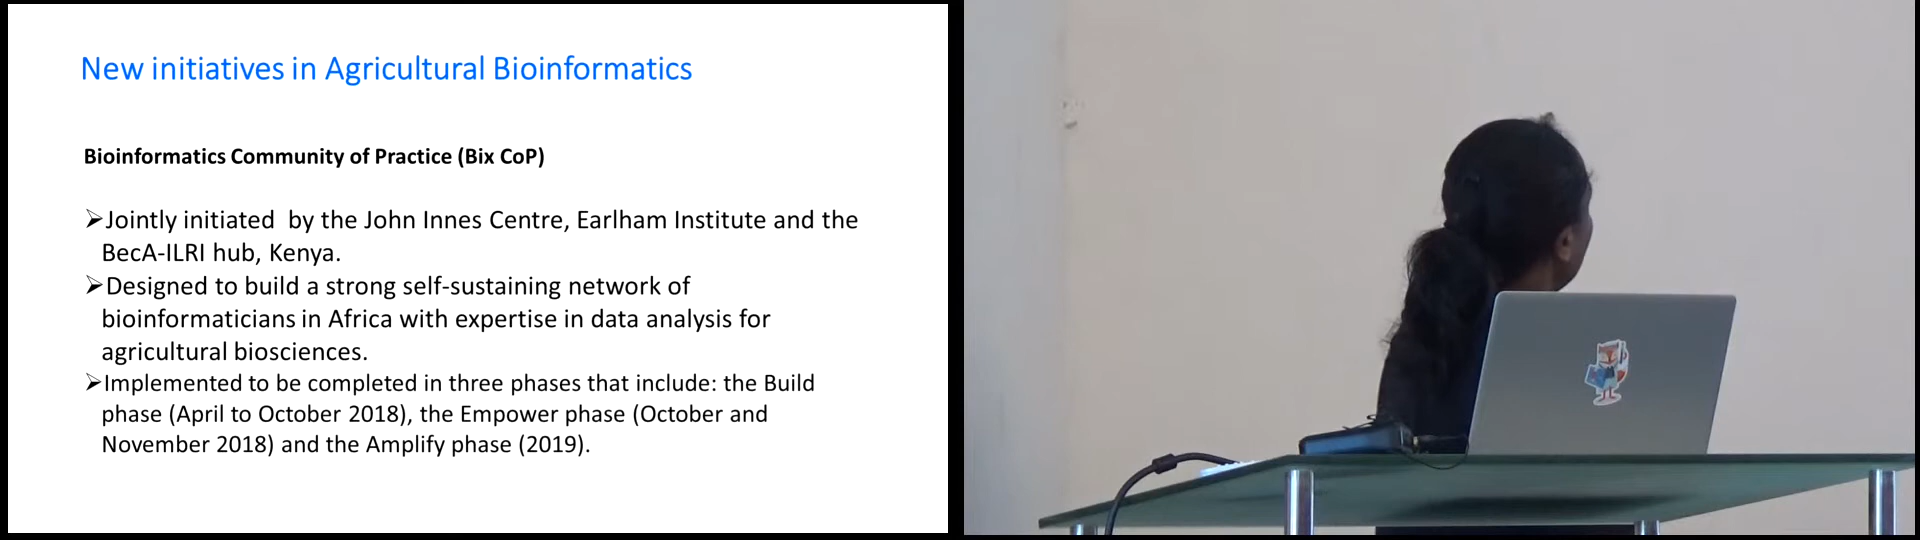 New initiatives in Agricultural Bioinformatics
Bioinformatics Community of Practice (Bix CoP)
➢Jointly initiated by the John Innes Centre, Earlham Institute and the
BecA-ILRI hub, Kenya.
➢Designed to build a strong self-sustaining network of
bioinformaticians in Africa with expertise in data analysis for
agricultural biosciences.
➢Implemented to be completed in three phases that include: the Build
phase (April to October 2018), the Empower phase (October and
November 2018) and the Amplify phase (2019).